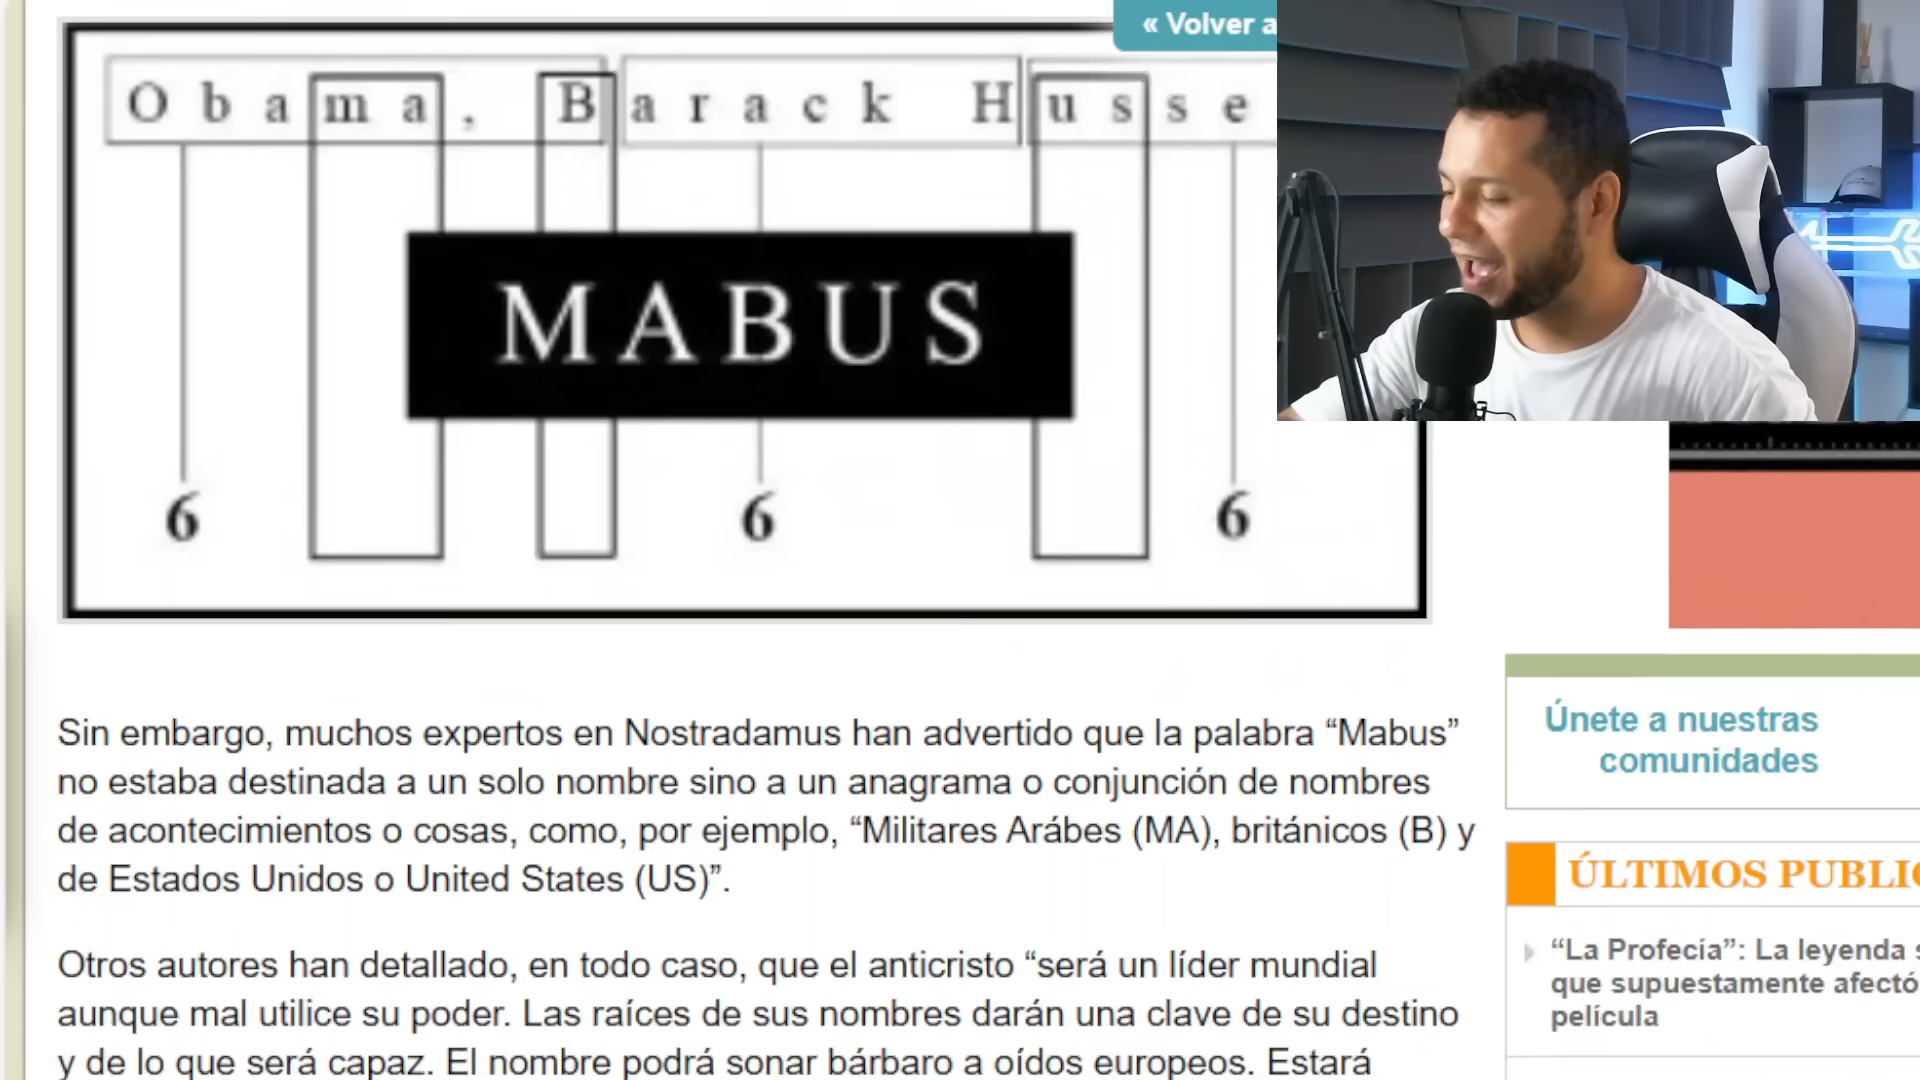 « Volver a
Obama, Barack Husse
MABUS
6 6 6
Sin embargo, muchos expertos en Nostradamus han advertido que la palabra “Mabus”
no estaba destinada a un solo nombre sino a un anagrama o conjunción de nombres
de acontecimientos o cosas, como, por ejemplo, “Militares Arábes (MA), británicos (B) y
de Estados Unidos o United States (US)”.
Otros autores han detallado, en todo caso, que el anticristo “será un líder mundial
aunque mal utilice su poder. Las raíces de sus nombres darán una clave de su destino
y de lo que será capaz. El nombre podrá sonar bárbaro a oídos europeos. Estará
Únete a nuestras
comunidades
ÚLTIMOS PUBLIC
“La Profecía”: La leyenda s
que supuestamente afectó
película